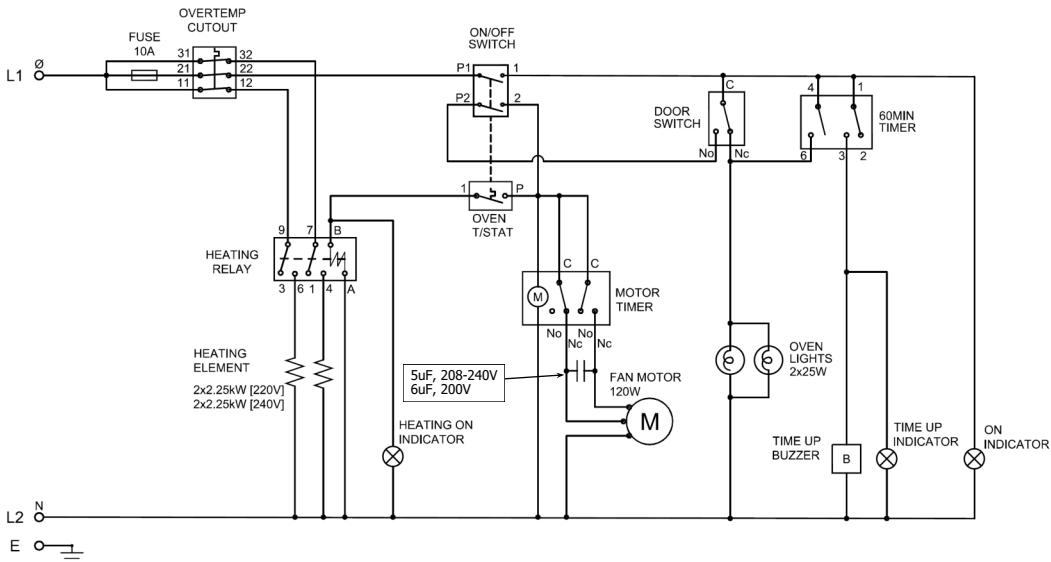 OVERTEMP
CUTOUT
FUSE
10A
ON/OFF
SWITCH
31 32
21 22
11 12
L1 Ø
P1 1
P2 2
C
DOOR
SWITCH
No Nc
4 1
60MIN
TIMER
6 3 2
1 P
OVEN
T/STAT
9 7 B
HEATING
RELAY
3 6 1 4 A
C C
M
MOTOR
TIMER
No No
Nc Nc
HEATING
ELEMENT
2x2.25kW [220V]
2x2.25kW [240V]
5uF, 208-240V
6uF, 200V
FAN MOTOR
120W
M
OVEN
LIGHTS
2x25W
HEATING ON
INDICATOR
TIME UP
BUZZER
B
TIME UP
INDICATOR
ON
INDICATOR
L2 N
E